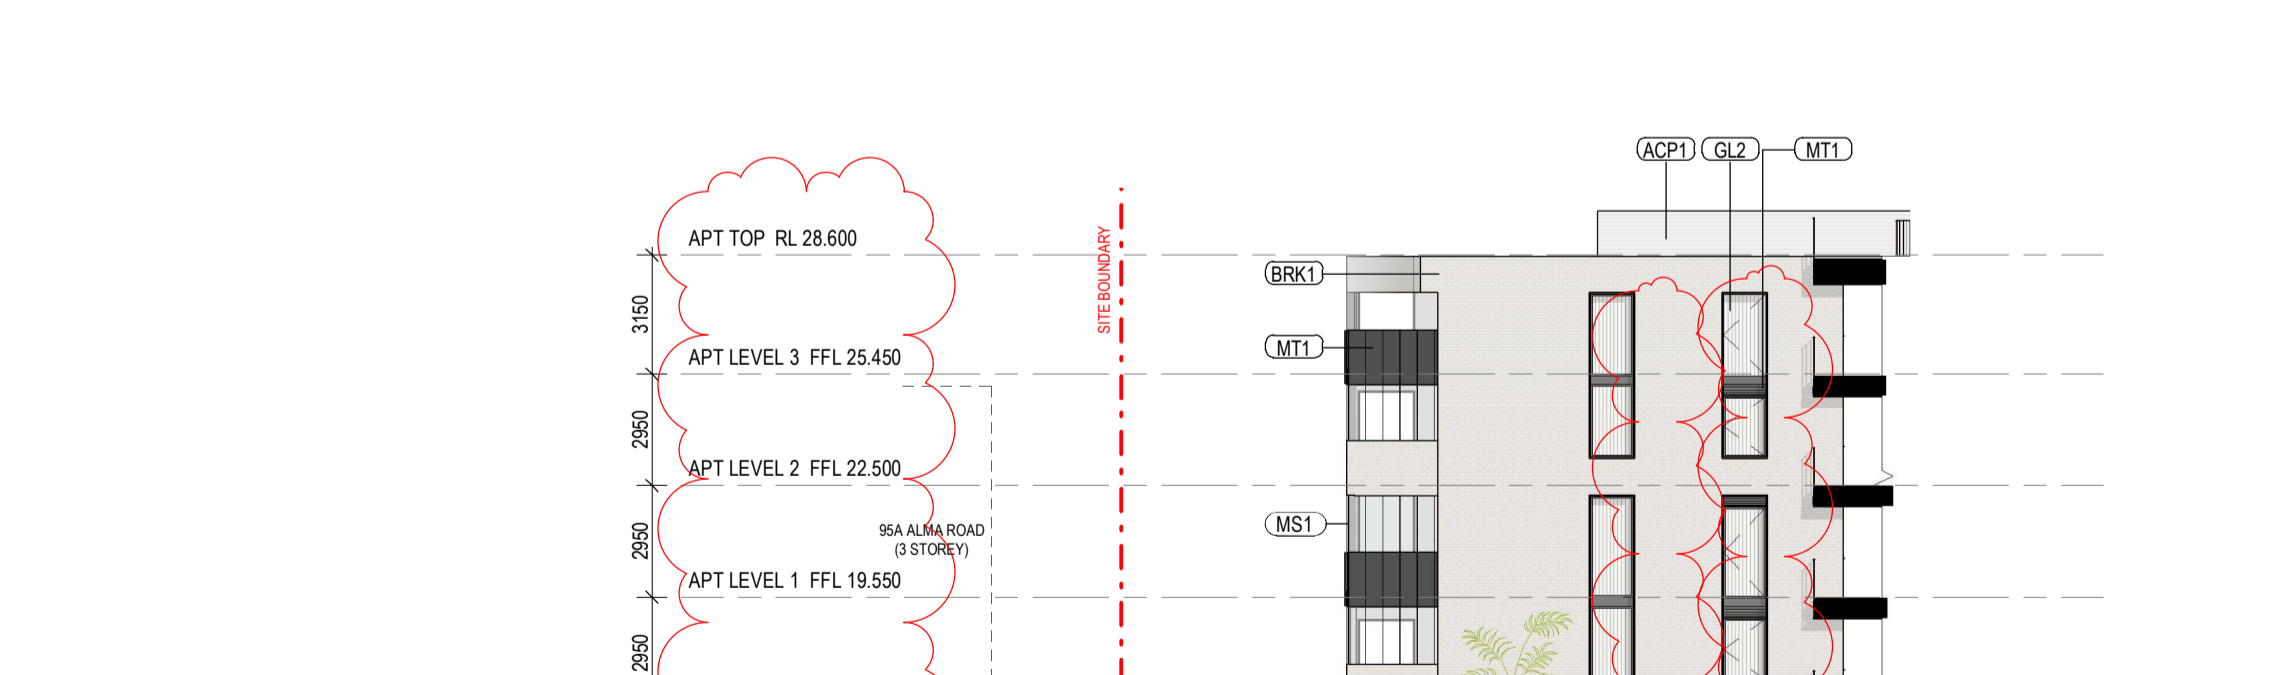 ACP1 GL2 MT1
APT TOP RL 28.600
SITE BOUNDARY
BRK1
3150
MT1
APT LEVEL 3 FFL 25.450
2950
APT LEVEL 2 FFL 22.500
MS1
95A ALMA ROAD
(3 STOREY)
2950
APT LEVEL 1 FFL 19.550
2950